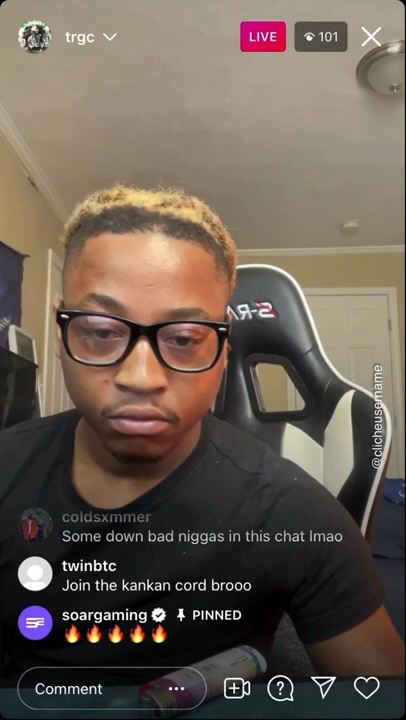 trgc
LIVE
101
S-RA
@clicheusername
coldsxmmer
Some down bad niggas in this chat lmao
twinbtc
Join the kankan cord brooo
soargaming PINNED
🔥🔥🔥🔥🔥
Comment